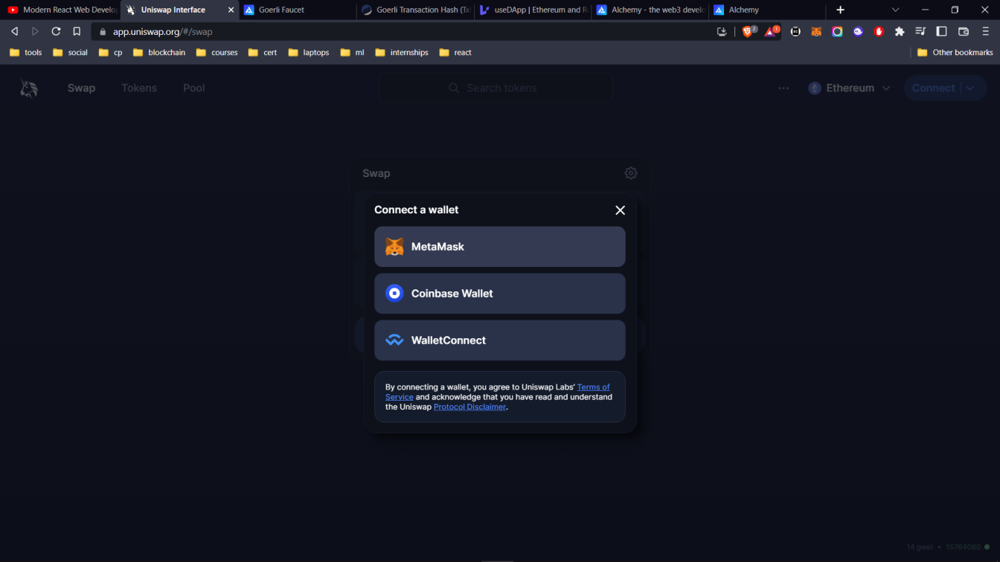 Modern React Web Develo
Uniswap Interface
Goerli Faucet
Goerli Transaction Hash (Tx
useDApp | Ethereum and R
Alchemy - the web3 develo
Alchemy
app.uniswap.org/#/swap
2
1
tools
social
cp
blockchain
courses
cert
laptops
ml
internships
react
Other bookmarks
Swap
Tokens
Pool
Search tokens
Ethereum
Connect
Swap
Connect a wallet
MetaMask
Coinbase Wallet
WalletConnect
By connecting a wallet, you agree to Uniswap Labs’ Terms of
Service and acknowledge that you have read and understand
the Uniswap Protocol Disclaimer.
14 gwei • 15764060